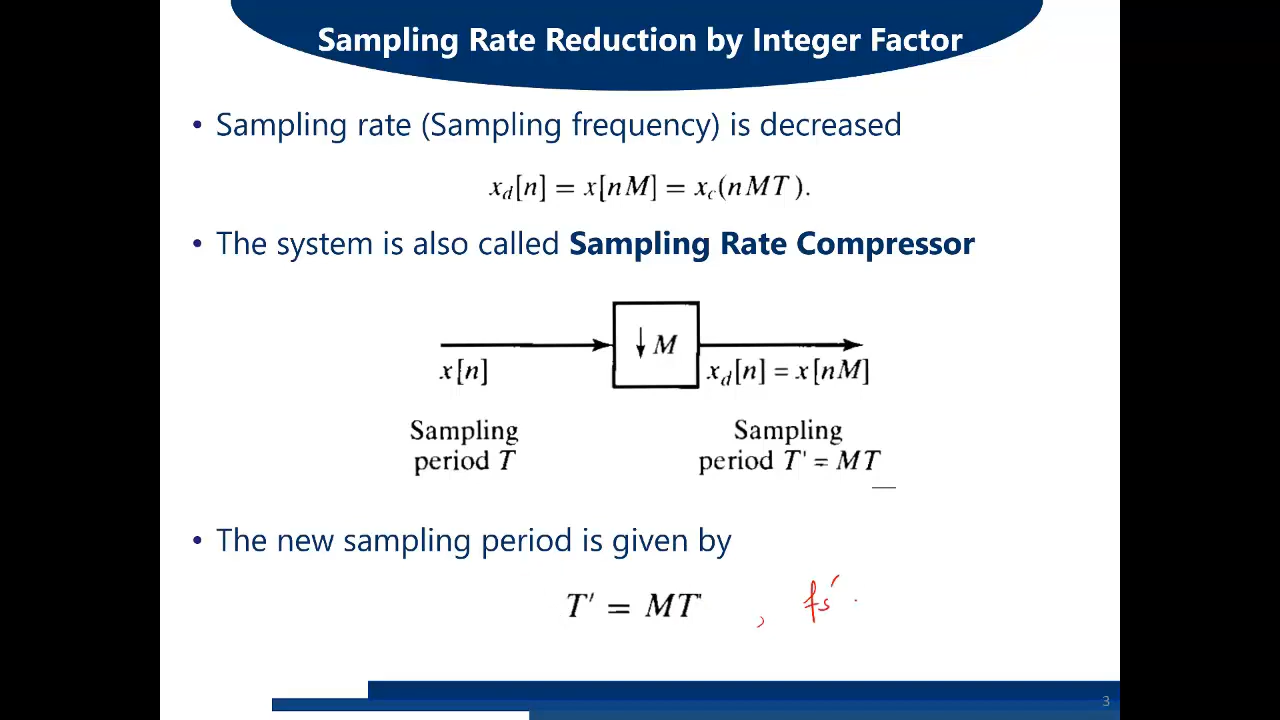 Sampling Rate Reduction by Integer Factor
• Sampling rate (Sampling frequency) is decreased
x_d[n] = x[nM] = x_c(nMT).
• The system is also called Sampling Rate Compressor
↓M
x[n]
x_d[n] = x[nM]
Sampling
period T
Sampling
period T' = MT
• The new sampling period is given by
T' = MT , fs'
3